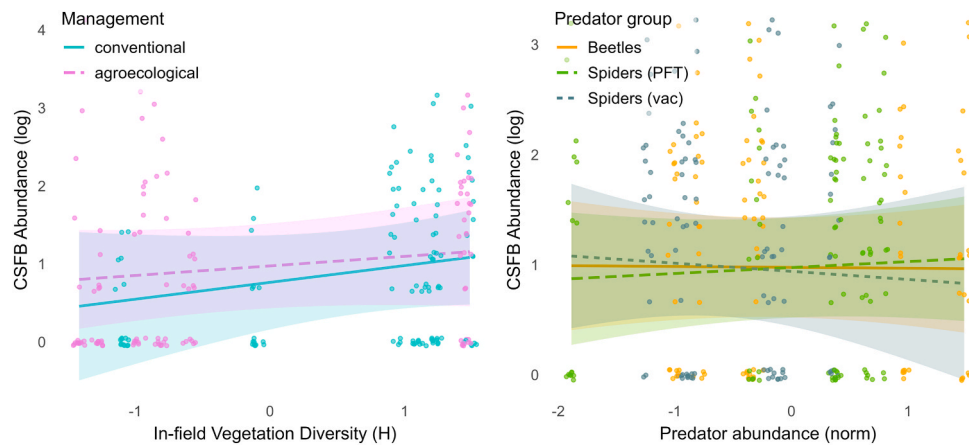 Management
conventional
agroecological
4
3
2
1
0
CSFB Abundance (log)
-1
0
1
In-field Vegetation Diversity (H)
Predator group
Beetles
Spiders (PFT)
Spiders (vac)
3
2
1
0
CSFB Abundance (log)
-2
-1
0
1
Predator abundance (norm)